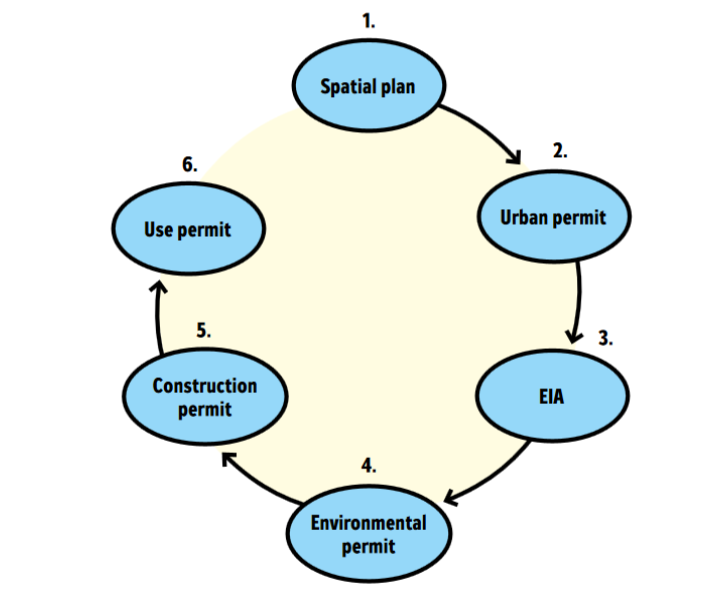 1.
Spatial plan
2.
Urban permit
3.
EIA
4.
Environmental
permit
5.
Construction
permit
6.
Use permit